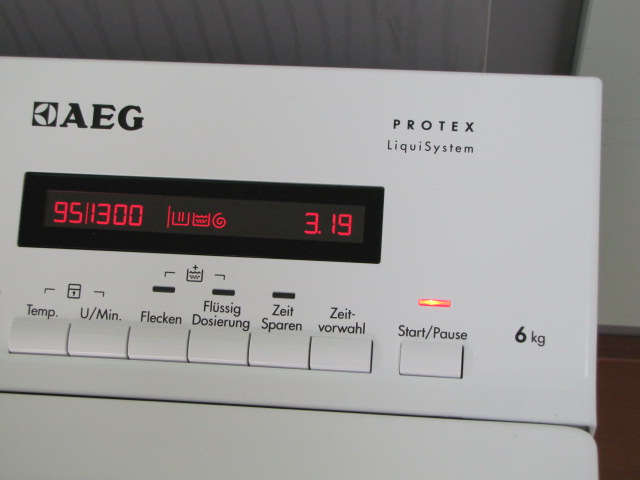 AEG
PROTEX
LiquiSystem
95|1300
3.19
Temp.
U/Min.
Flecken
Flüssig
Dosierung
Zeit
Sparen
Zeit-
vorwahl
Start/Pause
6 kg